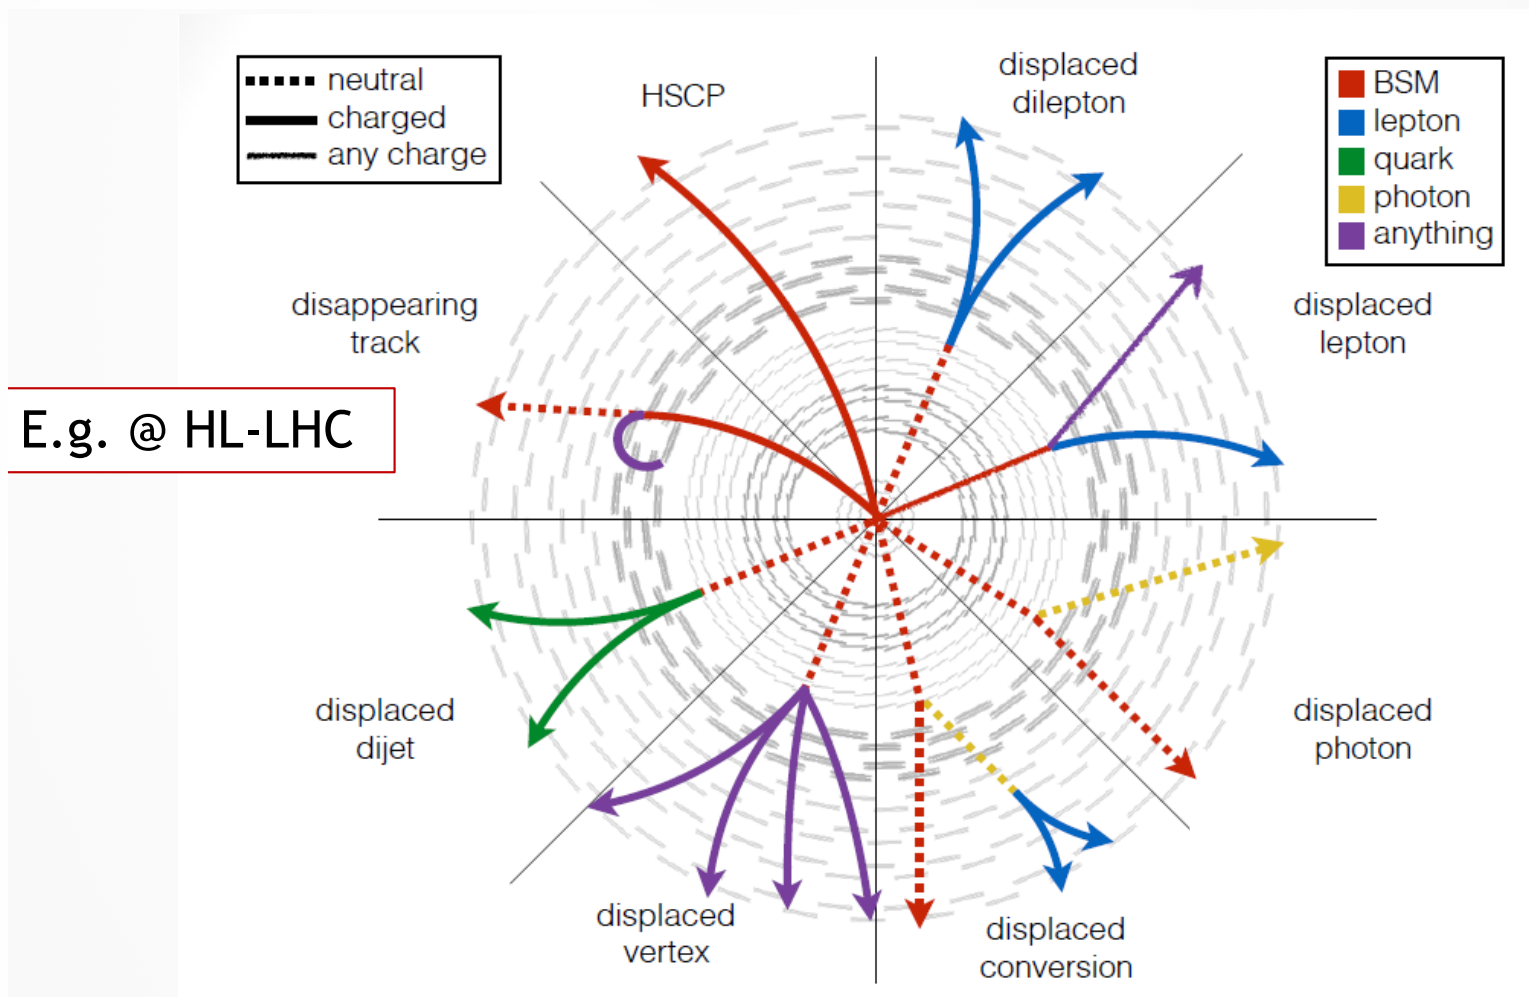 neutral
charged
any charge
HSCP
displaced
dilepton
BSM
lepton
quark
photon
anything
disappearing
track
displaced
lepton
E.g. @ HL-LHC
displaced
dijet
displaced
photon
displaced
vertex
displaced
conversion